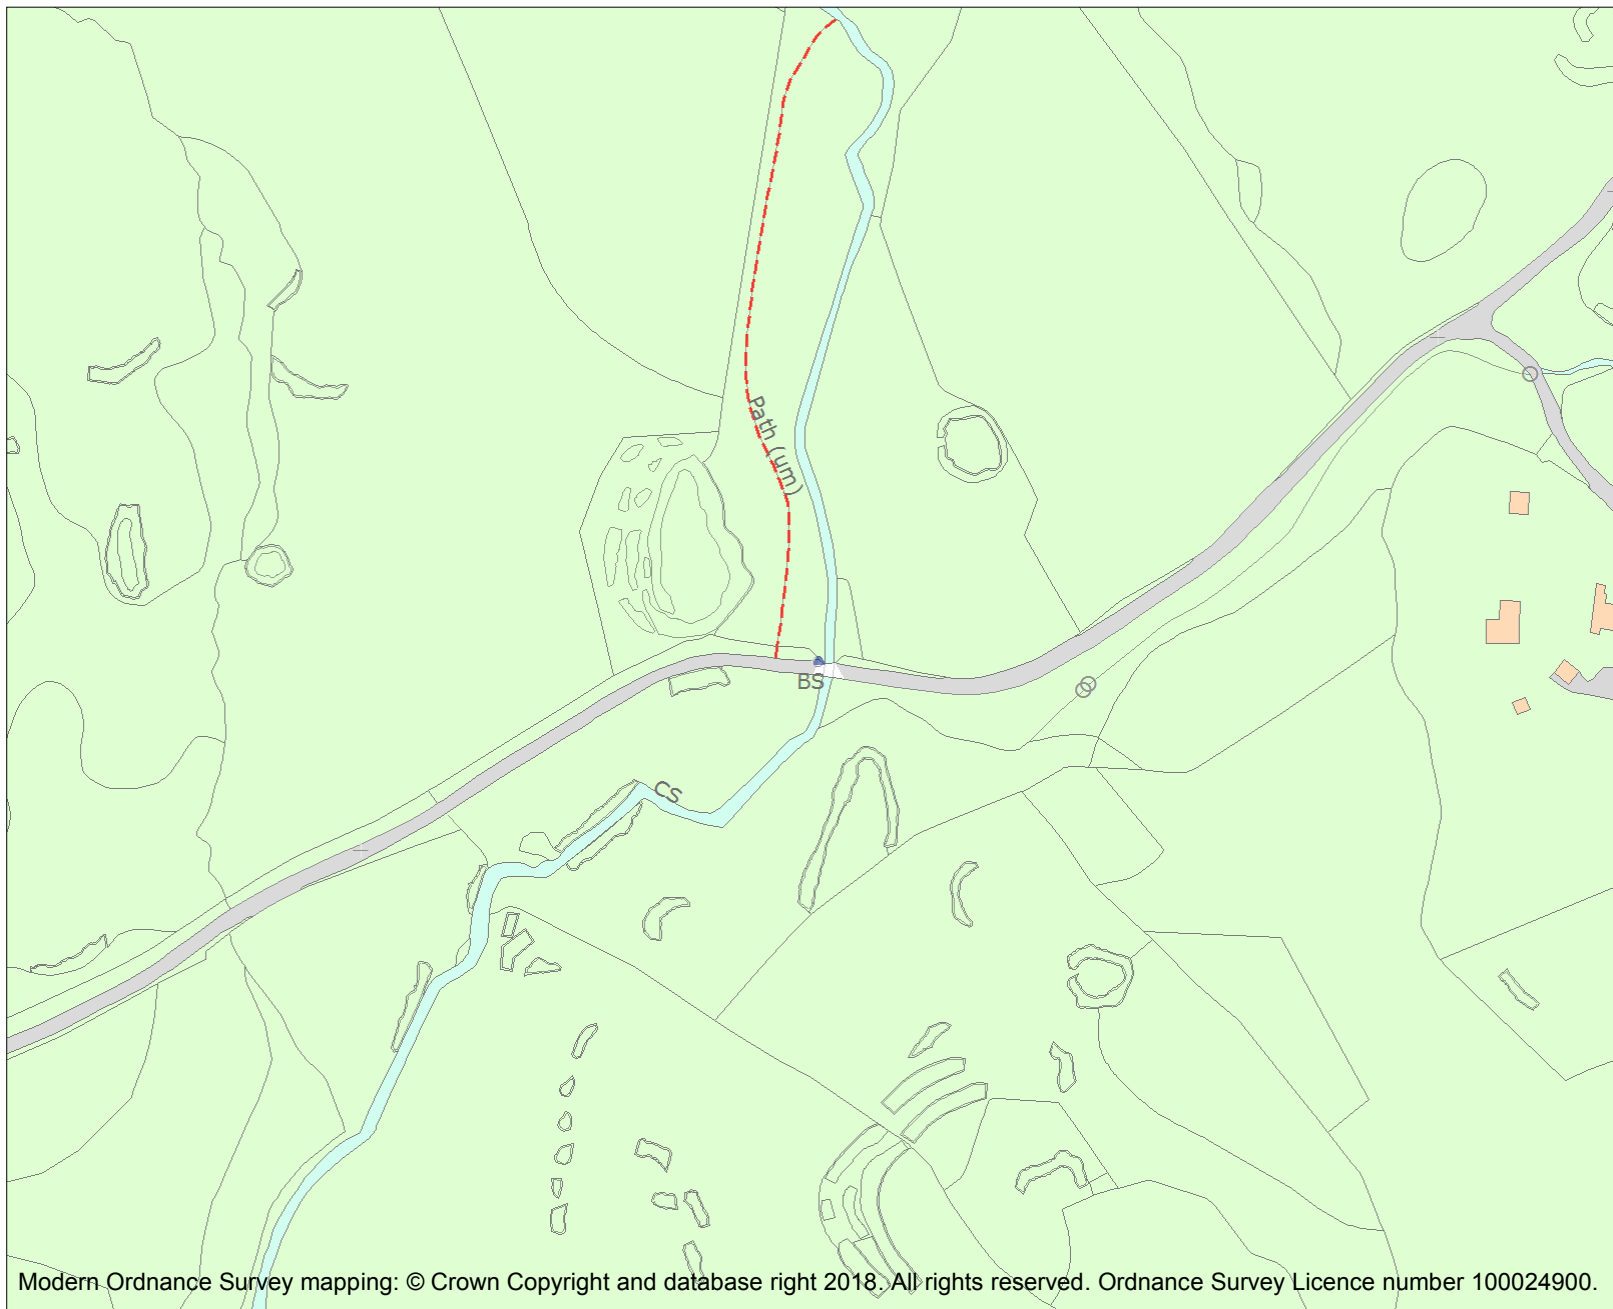 Path (um)
BS
CS
Modern Ordnance Survey mapping: © Crown Copyright and database right 2018. All rights reserved. Ordnance Survey Licence number 100024900.